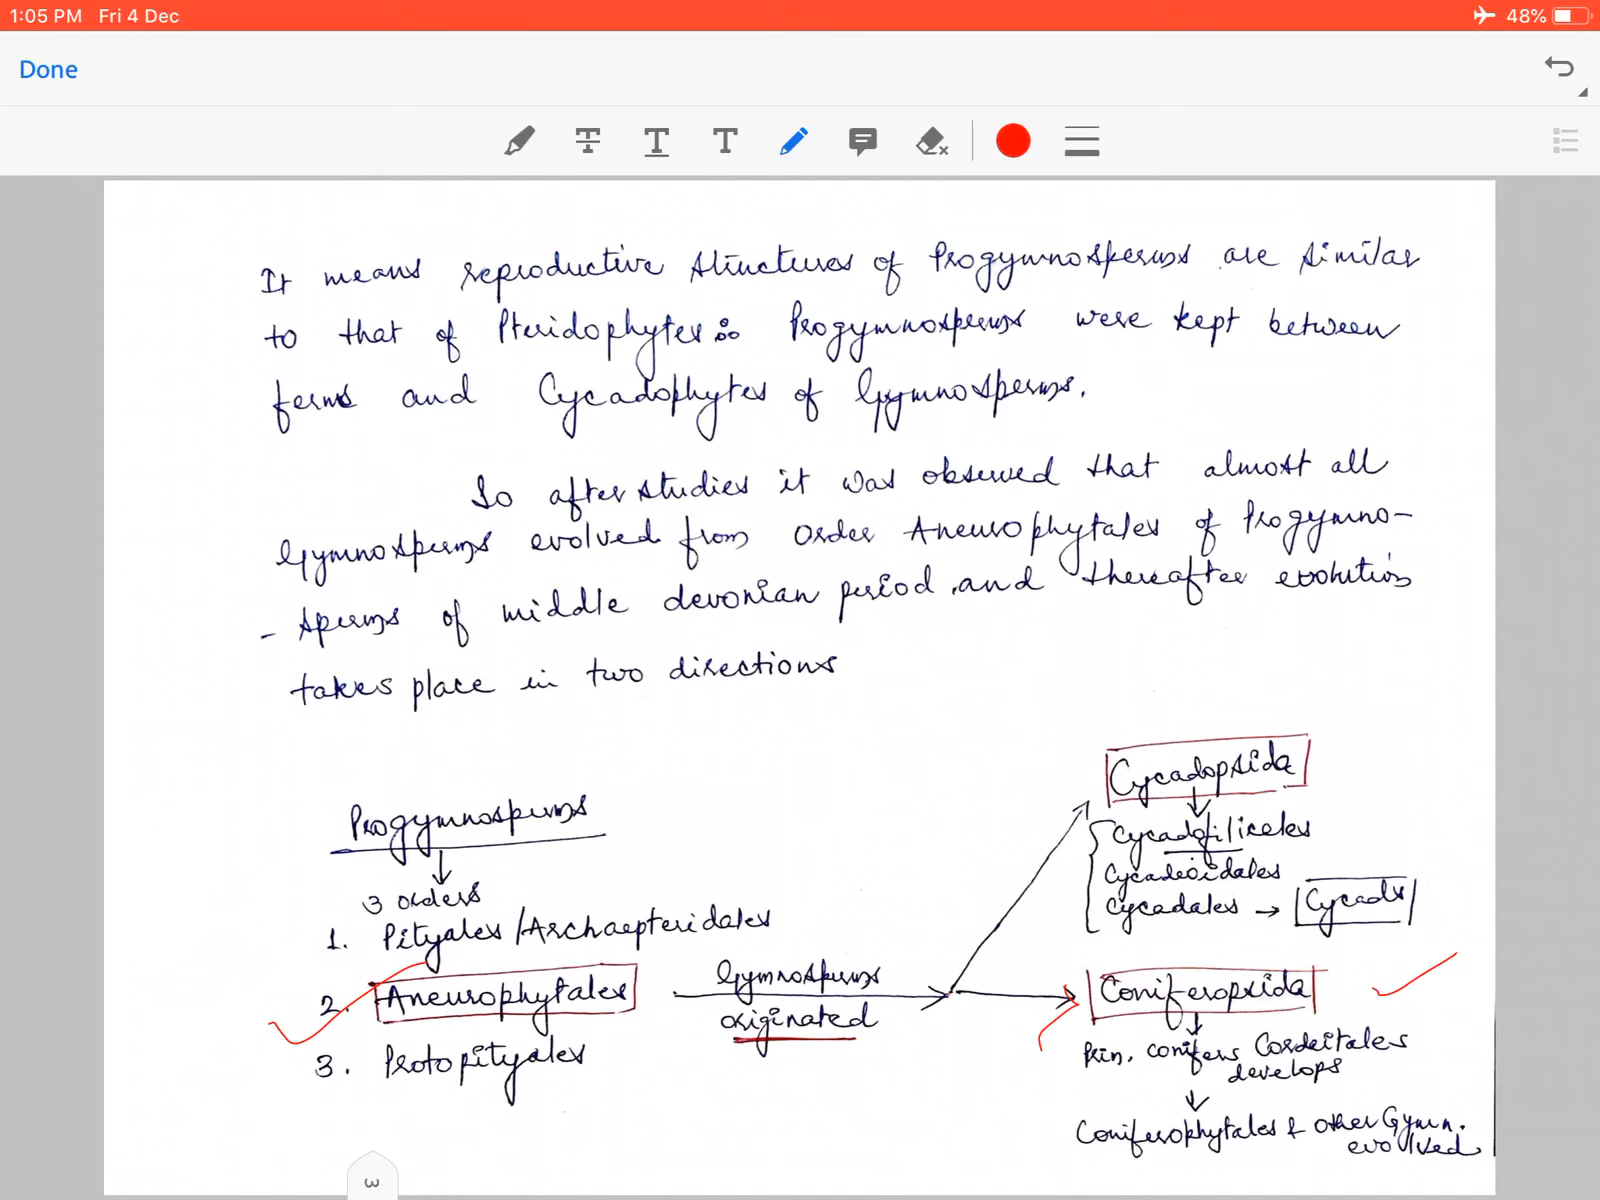 1:05 PM Fri 4 Dec
48%
Done
It means reproductive structures of Progymnosperms are similar
to that of Pteridophytes ∴ Progymnosperms were kept between
ferns and Cycadophytes of Gymnosperms.
So after studies it was observed that almost all
Gymnosperms evolved from order Aneurophytales of Progymno-
- sperms of middle devonian period and thereafter evolution
takes place in two directions
Progymnosperms
3 orders
1. Pityales / Archaepteridales
2. Aneurophytales
3. Protopityales
Gymnosperms
originated
Cycadopsida
Cycadofilicales
Cycadeoidales
Cycadales → Cycads
Coniferopsida
Prim. conifers Cordeitales
develops
Coniferophytales & other Gymn.
evolved
3